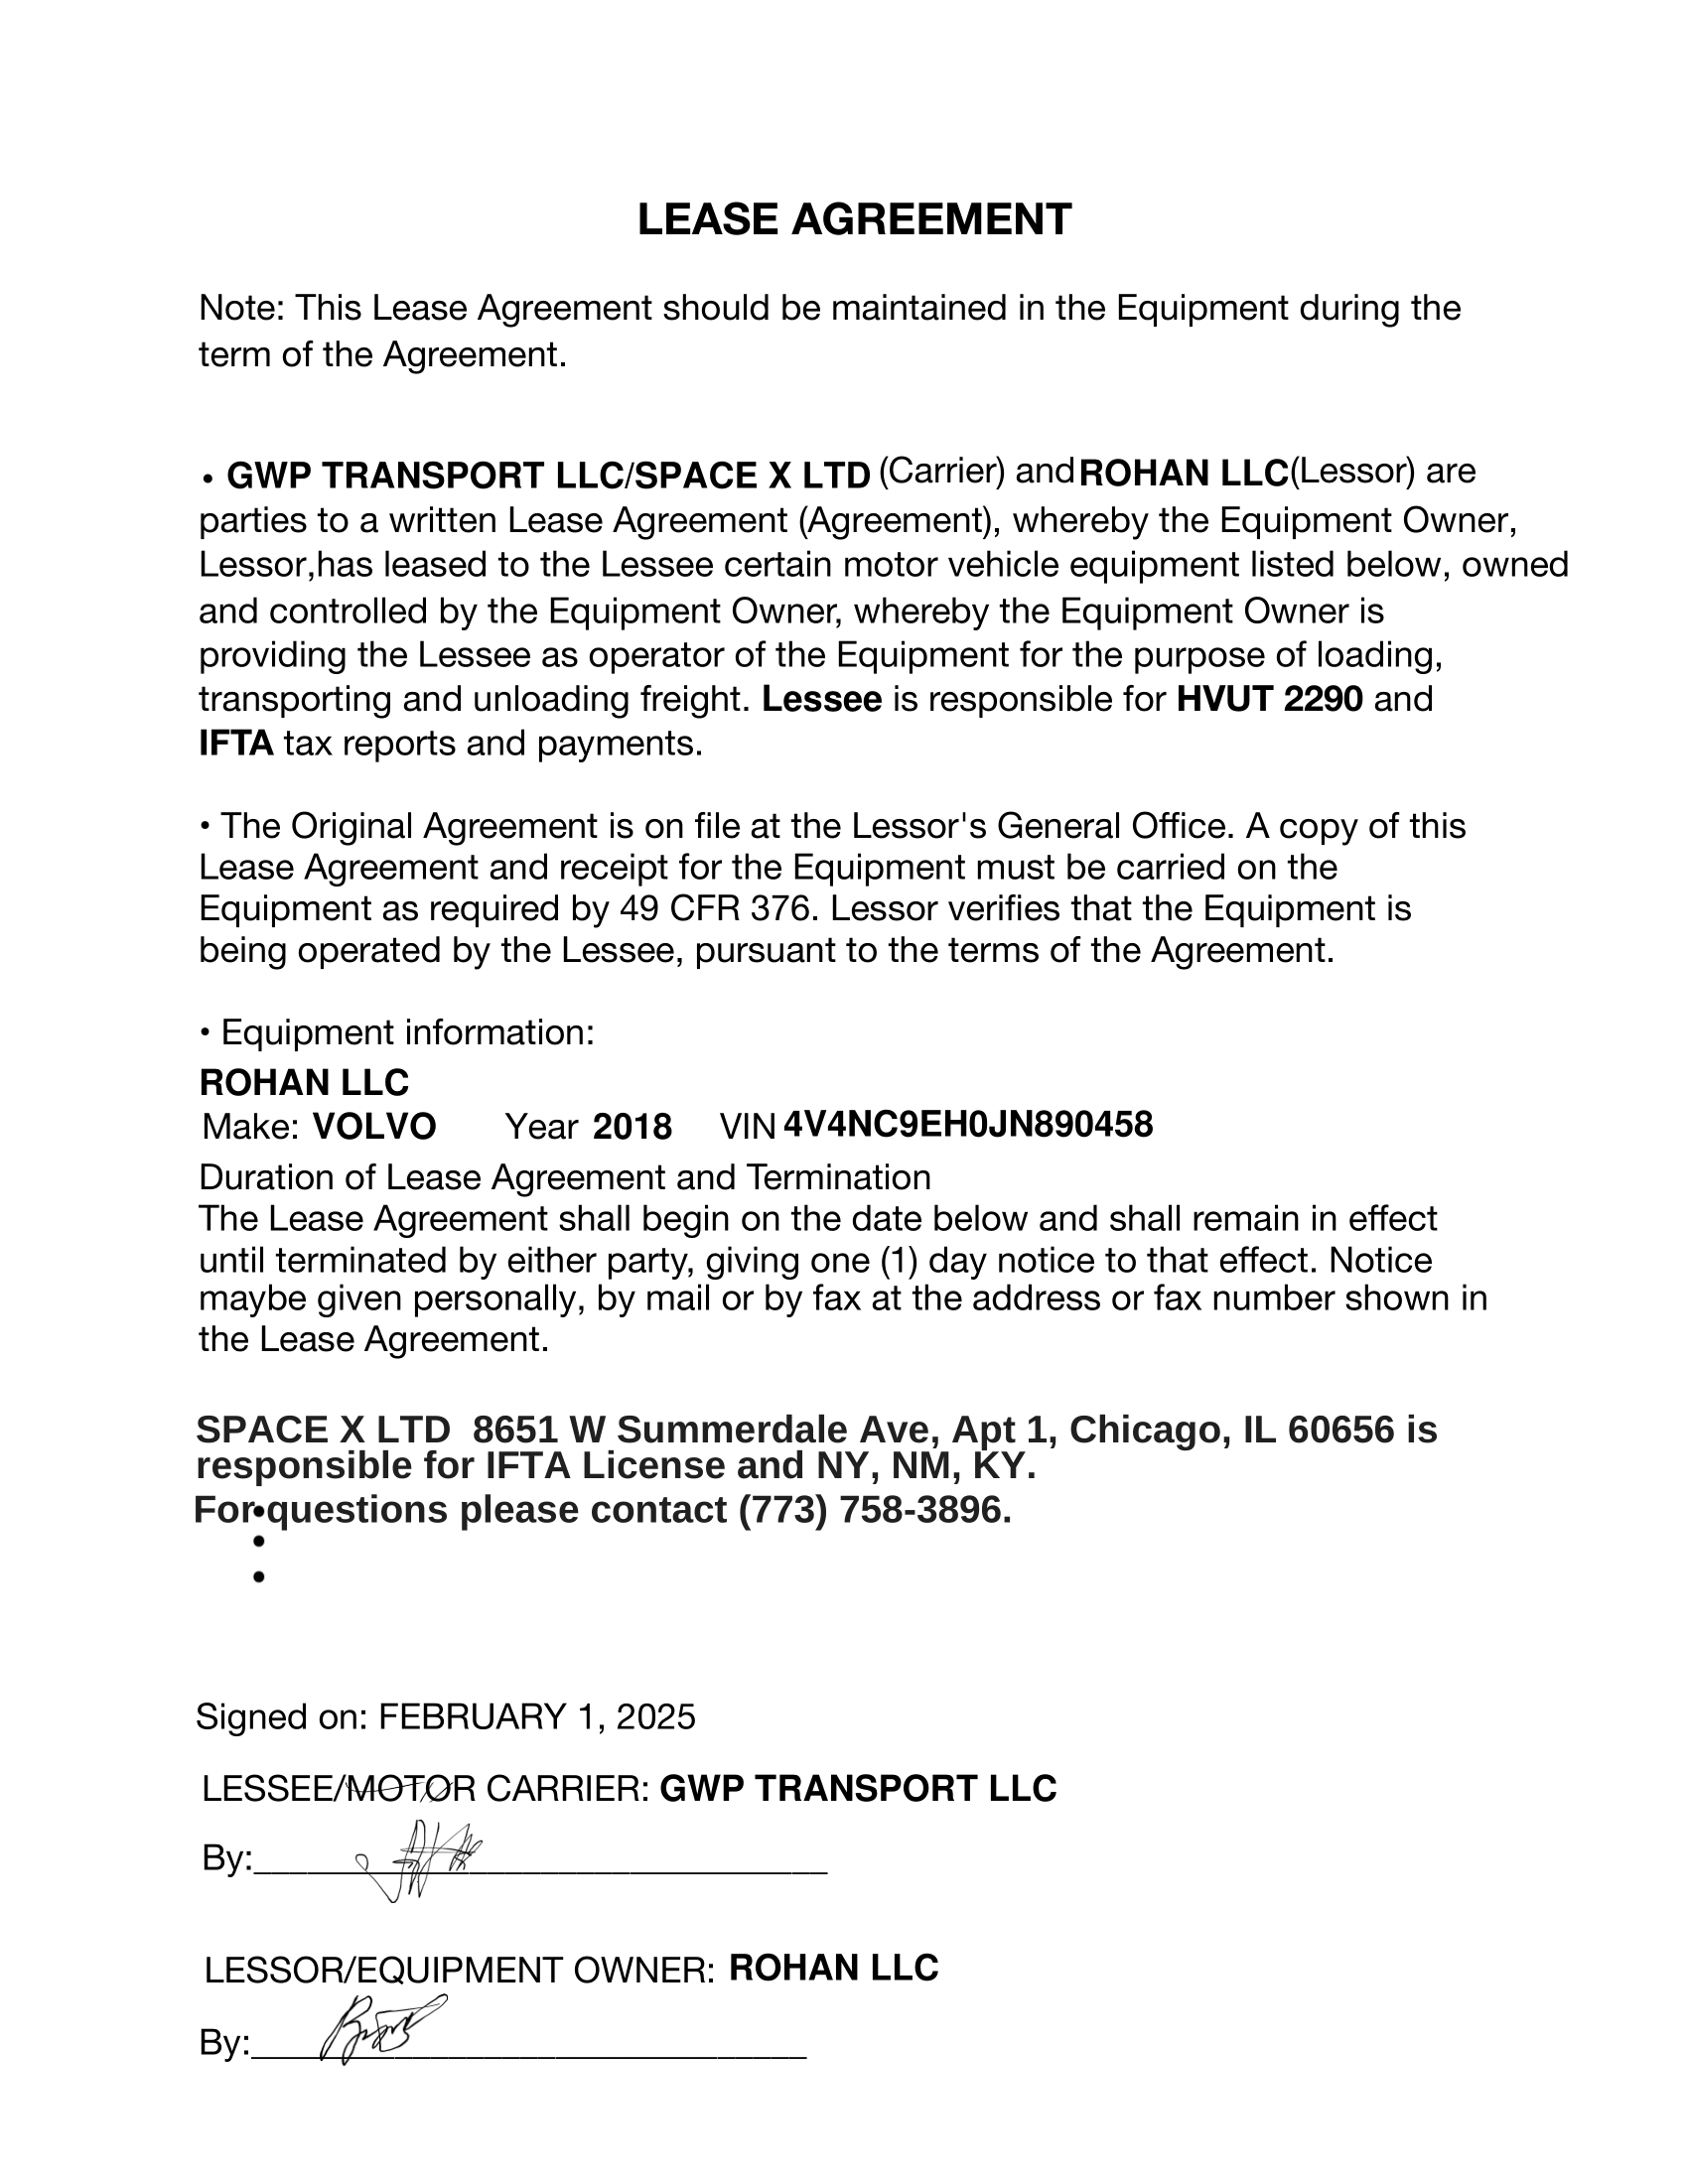 LEASE AGREEMENT
Note: This Lease Agreement should be maintained in the Equipment during the
term of the Agreement.
• GWP TRANSPORT LLC/SPACE X LTD (Carrier) and ROHAN LLC(Lessor) are
parties to a written Lease Agreement (Agreement), whereby the Equipment Owner,
Lessor,has leased to the Lessee certain motor vehicle equipment listed below, owned
and controlled by the Equipment Owner, whereby the Equipment Owner is
providing the Lessee as operator of the Equipment for the purpose of loading,
transporting and unloading freight. Lessee is responsible for HVUT 2290 and
IFTA tax reports and payments.
• The Original Agreement is on file at the Lessor's General Office. A copy of this
Lease Agreement and receipt for the Equipment must be carried on the
Equipment as required by 49 CFR 376. Lessor verifies that the Equipment is
being operated by the Lessee, pursuant to the terms of the Agreement.
• Equipment information:
ROHAN LLC
Make: VOLVO Year 2018 VIN 4V4NC9EH0JN890458
Duration of Lease Agreement and Termination
The Lease Agreement shall begin on the date below and shall remain in effect
until terminated by either party, giving one (1) day notice to that effect. Notice
maybe given personally, by mail or by fax at the address or fax number shown in
the Lease Agreement.
SPACE X LTD 8651 W Summerdale Ave, Apt 1, Chicago, IL 60656 is
responsible for IFTA License and NY, NM, KY.
For questions please contact (773) 758-3896.
•
•
Signed on: FEBRUARY 1, 2025
LESSEE/MOTOR CARRIER: GWP TRANSPORT LLC
By:
LESSOR/EQUIPMENT OWNER: ROHAN LLC
By: